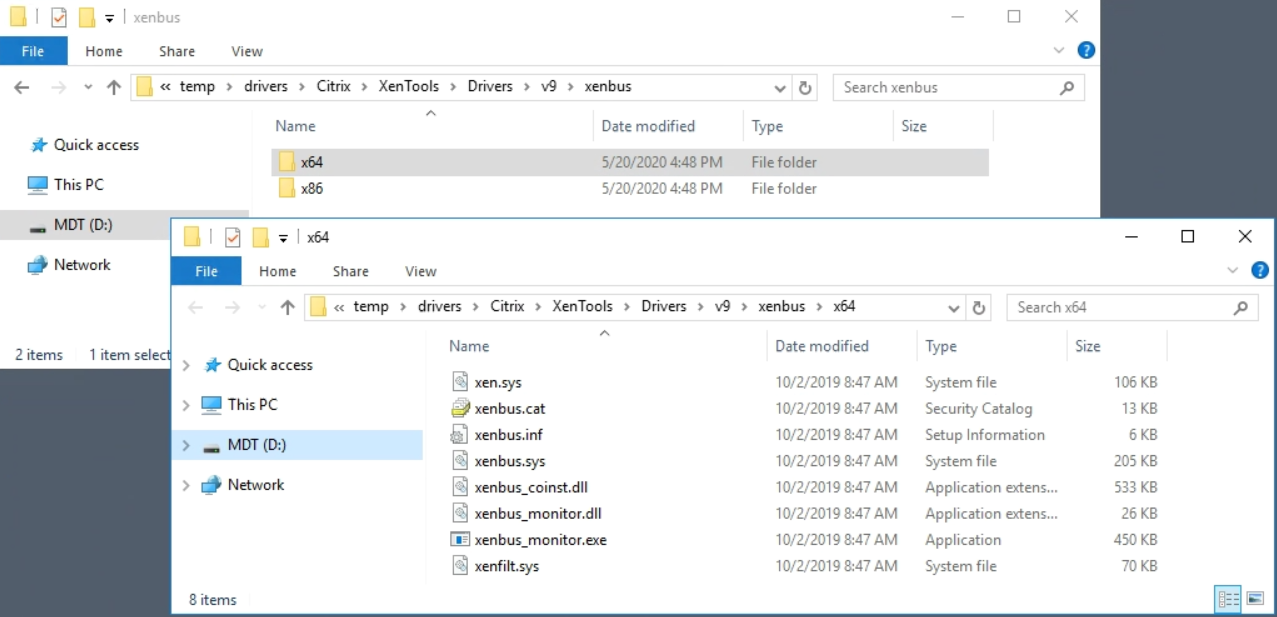 xenbus
File Home Share View
« temp > drivers > Citrix > XenTools > Drivers > v9 > xenbus Search xenbus
Name Date modified Type Size
Quick access
x64 5/20/2020 4:48 PM File folder
This PC
x86 5/20/2020 4:48 PM File folder
MDT (D:)
Network
2 items 1 item select
x64
File Home Share View
« temp > drivers > Citrix > XenTools > Drivers > v9 > xenbus > x64 Search x64
Name Date modified Type Size
Quick access
This PC
MDT (D:)
Network
xen.sys 10/2/2019 8:47 AM System file 106 KB
xenbus.cat 10/2/2019 8:47 AM Security Catalog 13 KB
xenbus.inf 10/2/2019 8:47 AM Setup Information 6 KB
xenbus.sys 10/2/2019 8:47 AM System file 205 KB
xenbus_coinst.dll 10/2/2019 8:47 AM Application extens... 533 KB
xenbus_monitor.dll 10/2/2019 8:47 AM Application extens... 26 KB
xenbus_monitor.exe 10/2/2019 8:47 AM Application 450 KB
xenfilt.sys 10/2/2019 8:47 AM System file 70 KB
8 items